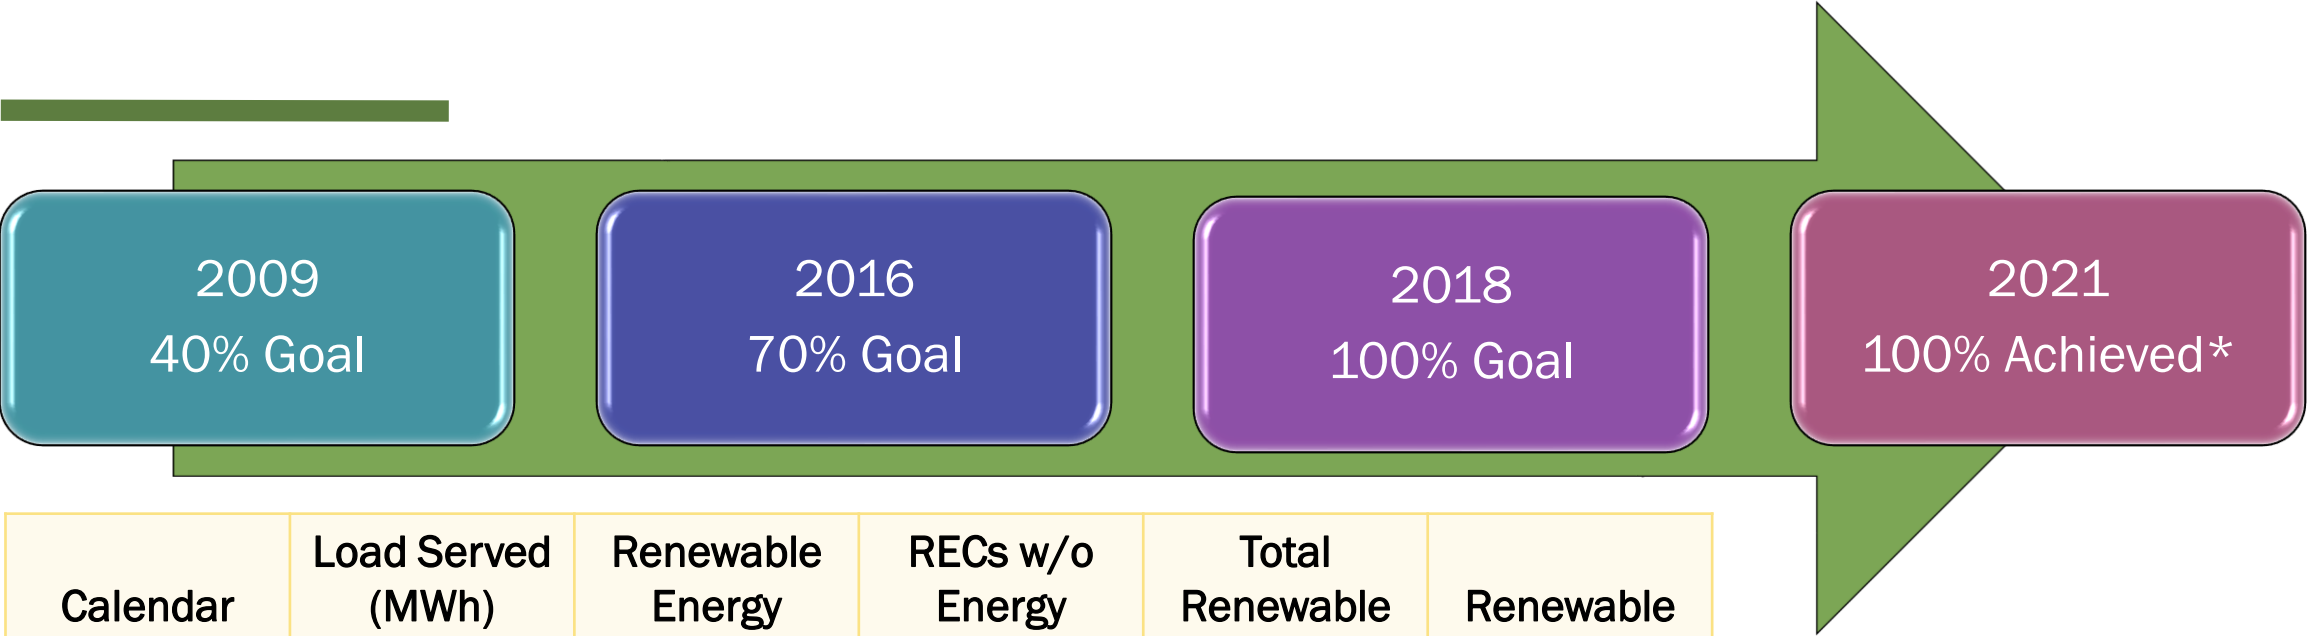 2009
40% Goal
2016
70% Goal
2018
100% Goal
2021
100% Achieved*
Calendar
Load Served
(MWh)
Renewable
Energy
RECs w/o
Energy
Total
Renewable
Renewable